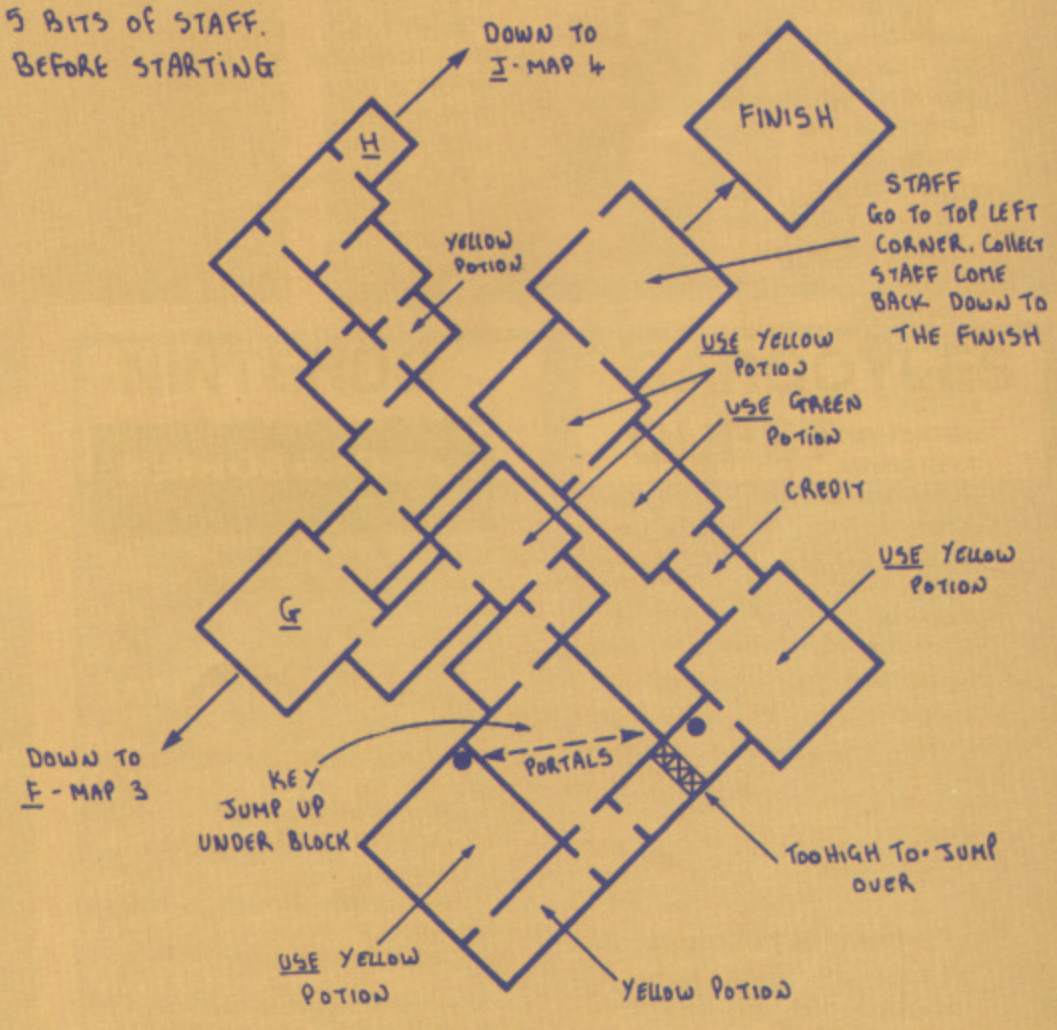 5 BITS OF STAFF.
BEFORE STARTING
DOWN TO
J-MAP 4
FINISH
H
STAFF
GO TO TOP LEFT
CORNER. COLLECT
STAFF COME
BACK DOWN TO
THE FINISH
YELLOW
POTION
USE YELLOW
POTION
USE GREEN
POTION
CREDIT
USE YELLOW
POTION
G
DOWN TO
F-MAP 3
KEY
JUMP UP
UNDER BLOCK
PORTALS
TOO HIGH TO. JUMP
OVER
USE YELLOW
POTION
YELLOW POTION